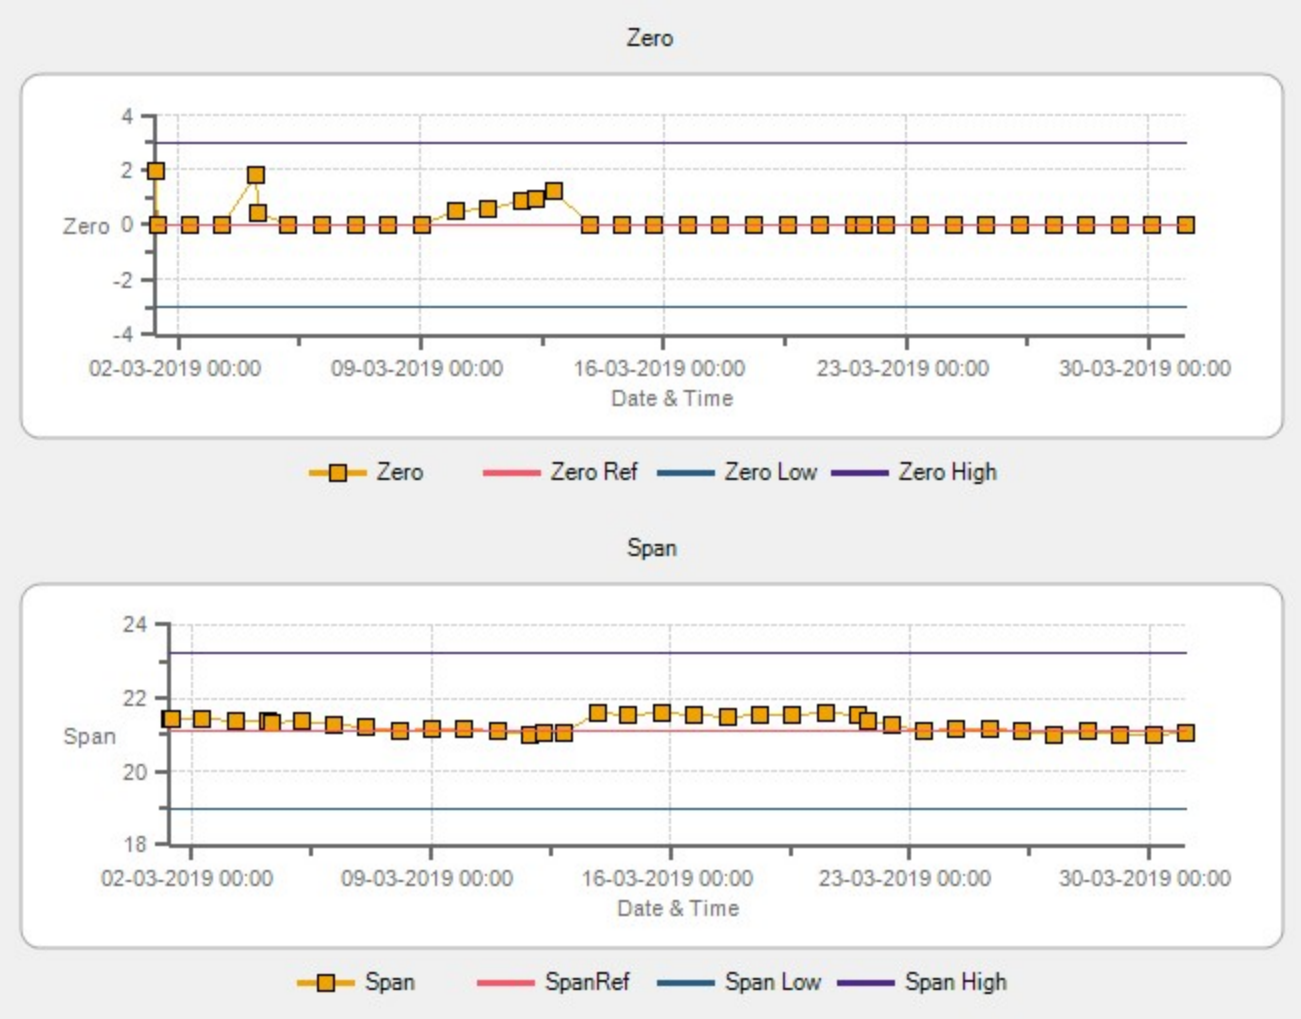 Zero
4
2
Zero 0
-2
-4
02-03-2019 00:00 09-03-2019 00:00 16-03-2019 00:00 23-03-2019 00:00 30-03-2019 00:00
Date & Time
Zero Zero Ref Zero Low Zero High
Span
24
22
Span
20
18
02-03-2019 00:00 09-03-2019 00:00 16-03-2019 00:00 23-03-2019 00:00 30-03-2019 00:00
Date & Time
Span SpanRef Span Low Span High